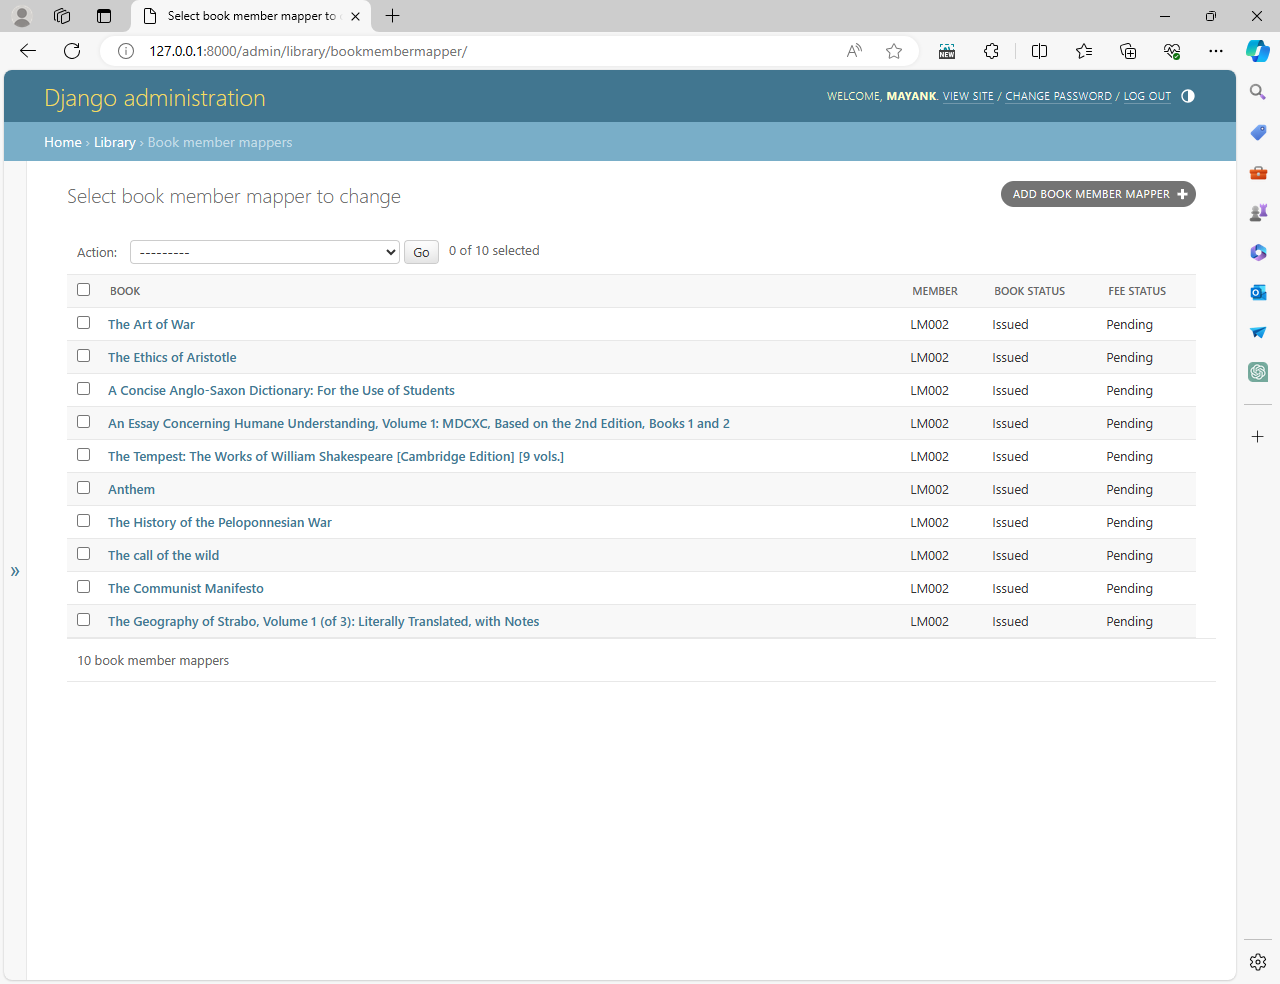 Select book member mapper to
127.0.0.1:8000/admin/library/bookmembermapper/
NEW
Django administration
WELCOME, MAYANK. VIEW SITE / CHANGE PASSWORD / LOG OUT
Home › Library › Book member mappers
Select book member mapper to change
ADD BOOK MEMBER MAPPER +
Action: --------- Go 0 of 10 selected
BOOK MEMBER BOOK STATUS FEE STATUS
The Art of War LM002 Issued Pending
The Ethics of Aristotle LM002 Issued Pending
A Concise Anglo-Saxon Dictionary: For the Use of Students LM002 Issued Pending
An Essay Concerning Humane Understanding, Volume 1: MDCXC, Based on the 2nd Edition, Books 1 and 2 LM002 Issued Pending
The Tempest: The Works of William Shakespeare [Cambridge Edition] [9 vols.] LM002 Issued Pending
Anthem LM002 Issued Pending
The History of the Peloponnesian War LM002 Issued Pending
The call of the wild LM002 Issued Pending
»
The Communist Manifesto LM002 Issued Pending
The Geography of Strabo, Volume 1 (of 3): Literally Translated, with Notes LM002 Issued Pending
10 book member mappers